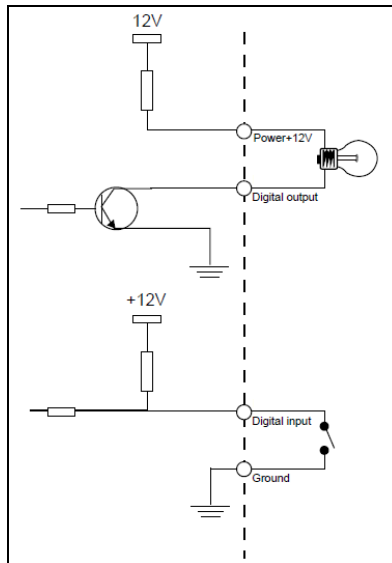 12V
Power+12V
Digital output
+12V
Digital input
Ground